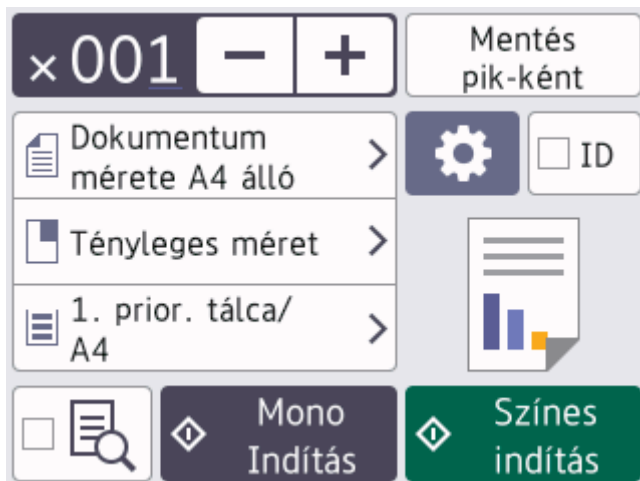 ×001 − +
Mentés
pik-ként
Dokumentum
mérete A4 álló
ID
Tényleges méret
1. prior. tálca/
A4
Mono
Indítás
Színes
indítás